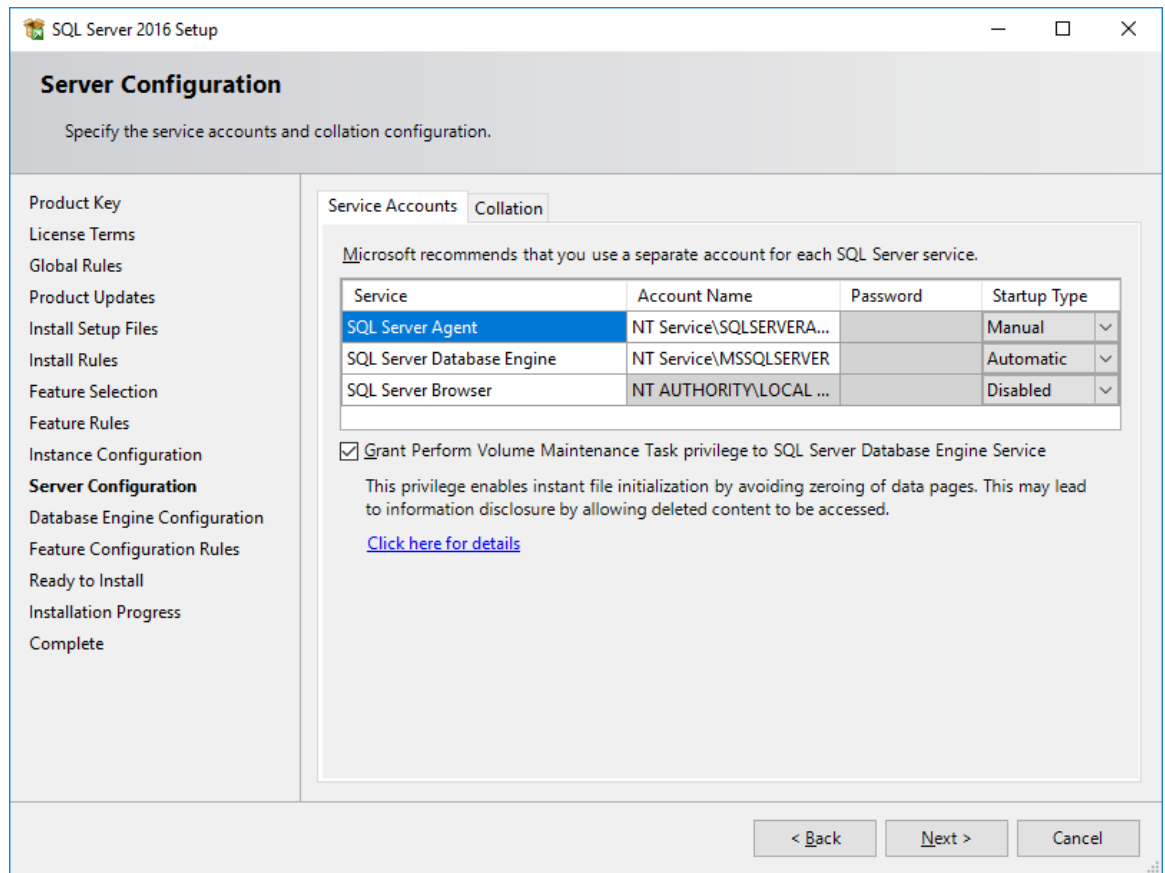 SQL Server 2016 Setup
Server Configuration
Specify the service accounts and collation configuration.
Product Key
License Terms
Global Rules
Product Updates
Install Setup Files
Install Rules
Feature Selection
Feature Rules
Instance Configuration
Server Configuration
Database Engine Configuration
Feature Configuration Rules
Ready to Install
Installation Progress
Complete
Service Accounts Collation
Microsoft recommends that you use a separate account for each SQL Server service.
Service Account Name Password Startup Type
SQL Server Agent NT Service\SQLSERVERA... Manual
SQL Server Database Engine NT Service\MSSQLSERVER Automatic
SQL Server Browser NT AUTHORITY\LOCAL ... Disabled
Grant Perform Volume Maintenance Task privilege to SQL Server Database Engine Service
This privilege enables instant file initialization by avoiding zeroing of data pages. This may lead
to information disclosure by allowing deleted content to be accessed.
Click here for details
< Back Next > Cancel